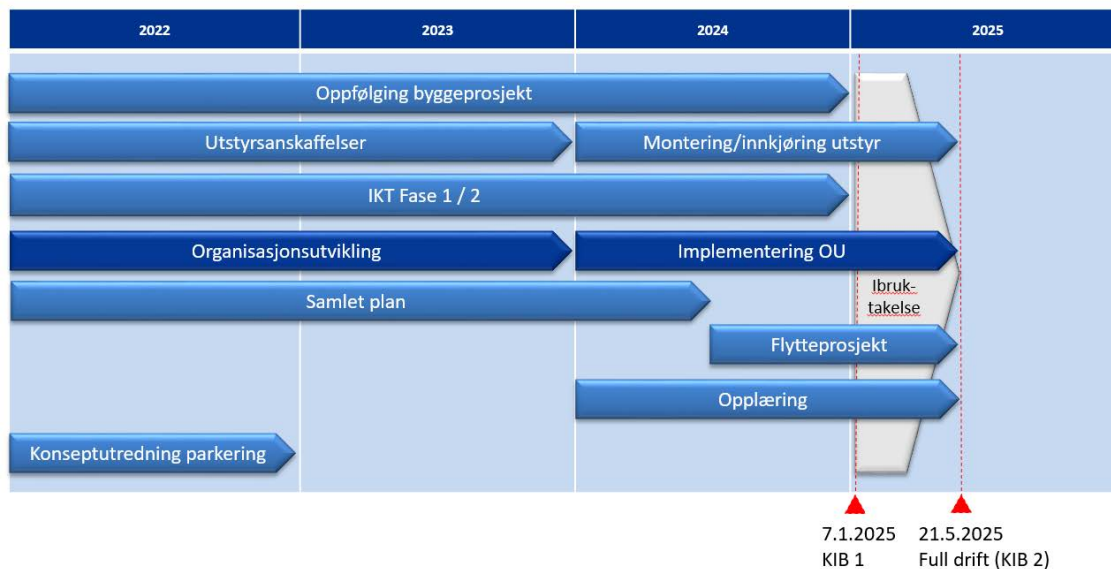 2022 2023 2024 2025
Oppfølging byggeprosjekt
Utstyrsanskaffelser Montering/innkjøring utstyr
IKT Fase 1 / 2
Organisasjonsutvikling Implementering OU
Samlet plan
Ibruk-
takelse
Flytteprosjekt
Opplæring
Konseptutredning parkering
7.1.2025 21.5.2025
KIB 1 Full drift (KIB 2)